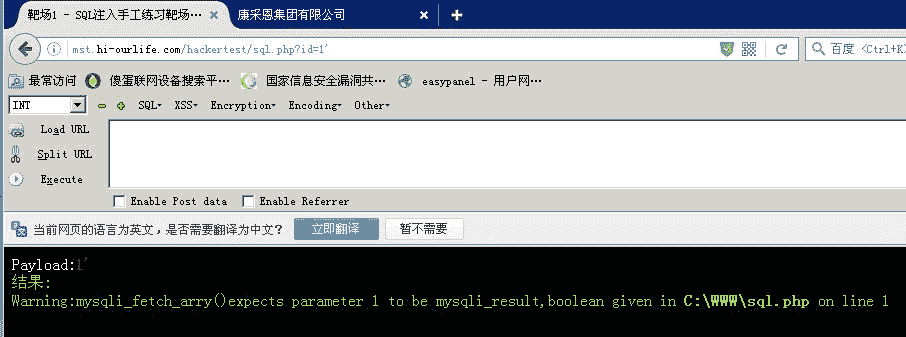 靶场1 - SQL注入手工练习靶场…
康采恩集团有限公司
mst.hi-ourlife.com/hackertest/sql.php?id=1'
百度 <Ctrl+K>
最常访问
傻蛋联网设备搜索平…
国家信息安全漏洞共…
easypanel - 用户网…
INT
SQL
XSS
Encryption
Encoding
Other
Load URL
Split URL
Execute
Enable Post data
Enable Referrer
当前网页的语言为英文，是否需要翻译为中文？
立即翻译
暂不需要
Payload:1'
结果:
Warning:mysqli_fetch_arry()expects parameter 1 to be mysqli_result,boolean given in C:\WWW\sql.php on line 1